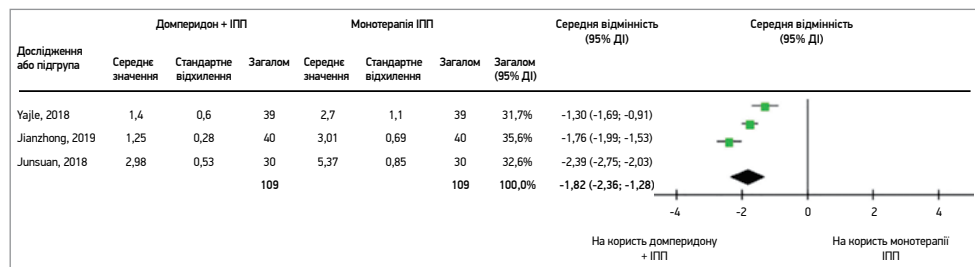 Домперидон + ІПП Монотерапія ІПП Середня відмінність (95% ДІ) Середня відмінність (95% ДІ)
Дослідження або підгрупа Середнє значення Стандартне відхилення Загалом Середнє значення Стандартне відхилення Загалом Загалом (95% ДІ)
Yajle, 2018 1,4 0,6 39 2,7 1,1 39 31,7% -1,30 (-1,69; -0,91)
Jianzhong, 2019 1,25 0,28 40 3,01 0,69 40 35,6% -1,76 (-1,99; -1,53)
Junsuan, 2018 2,98 0,53 30 5,37 0,85 30 32,6% -2,39 (-2,75; -2,03)
109 109 100,0% -1,82 (-2,36; -1,28)
-4 -2 0 2 4
На користь домперидону + ІПП На користь монотерапії ІПП